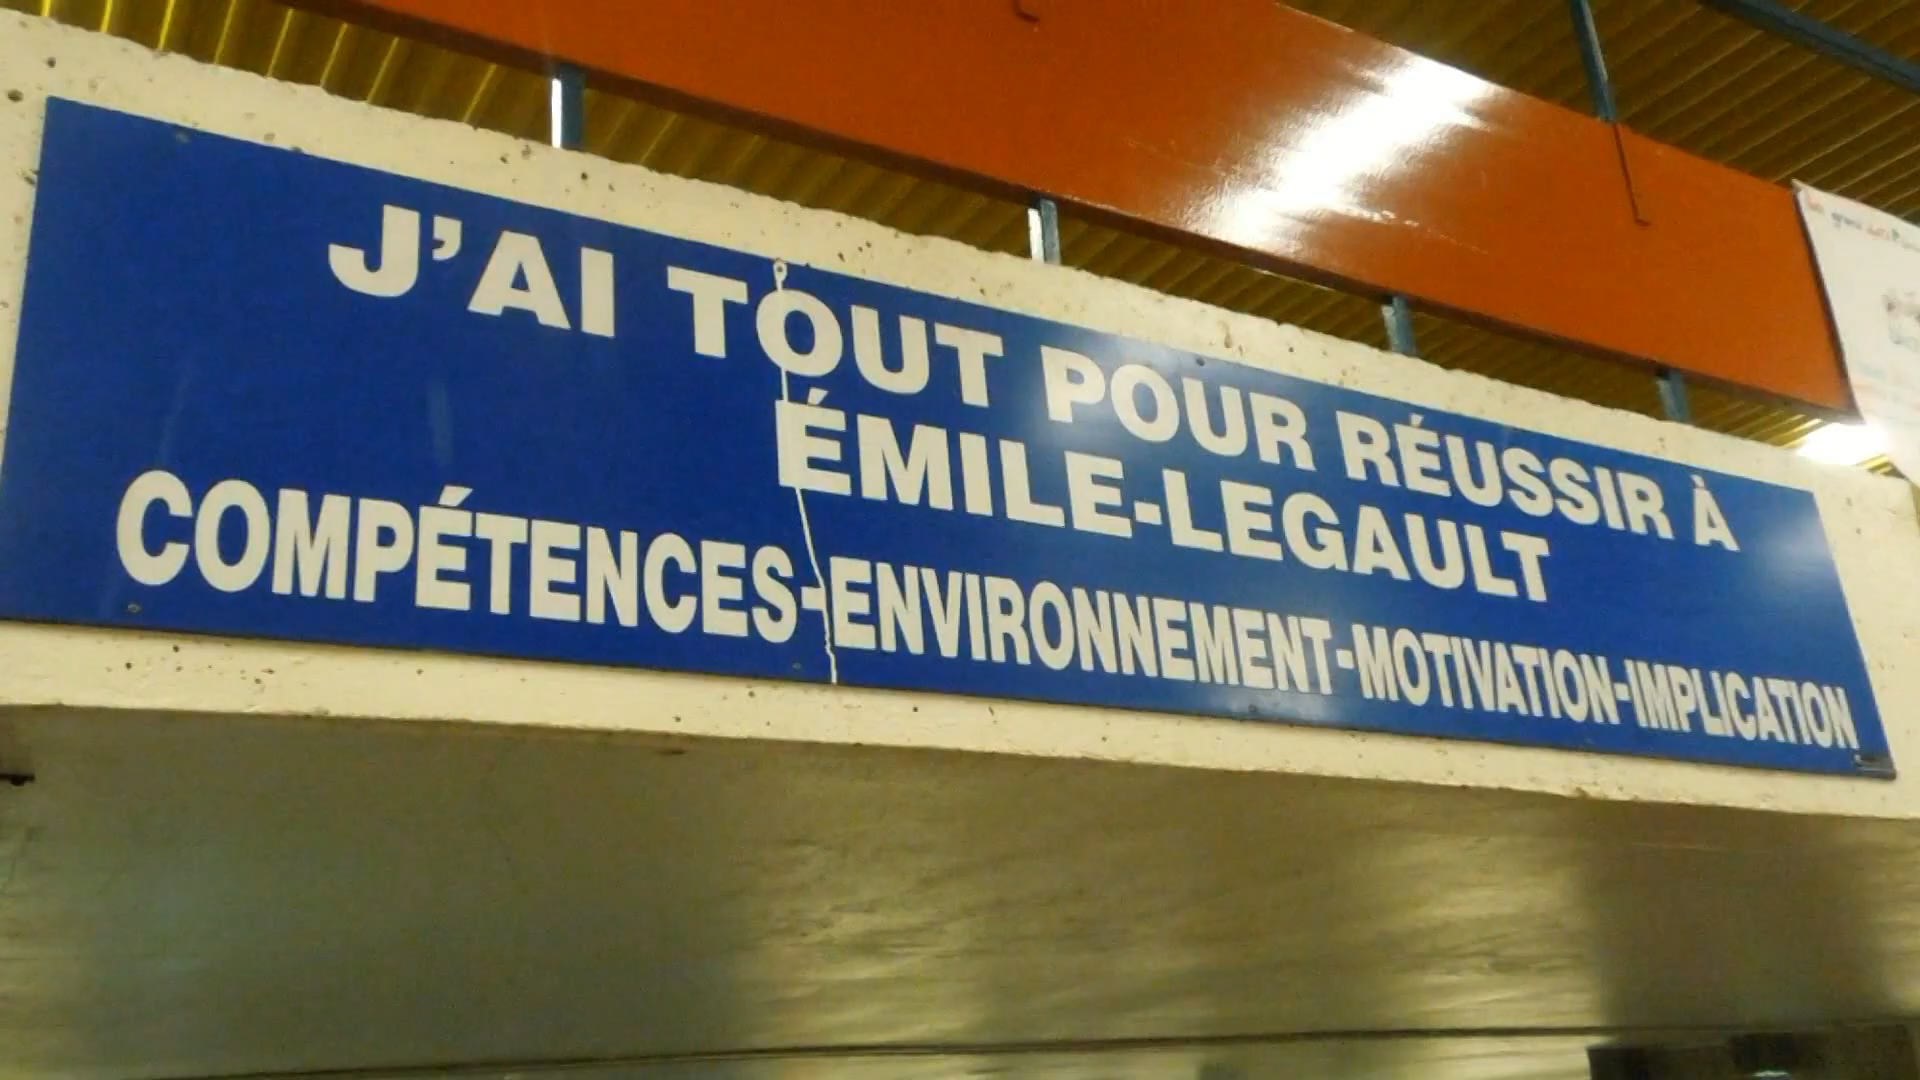 J'AI TOUT POUR RÉUSSIR À
ÉMILE-LEGAULT
COMPÉTENCES-ENVIRONNEMENT-MOTIVATION-IMPLICATION